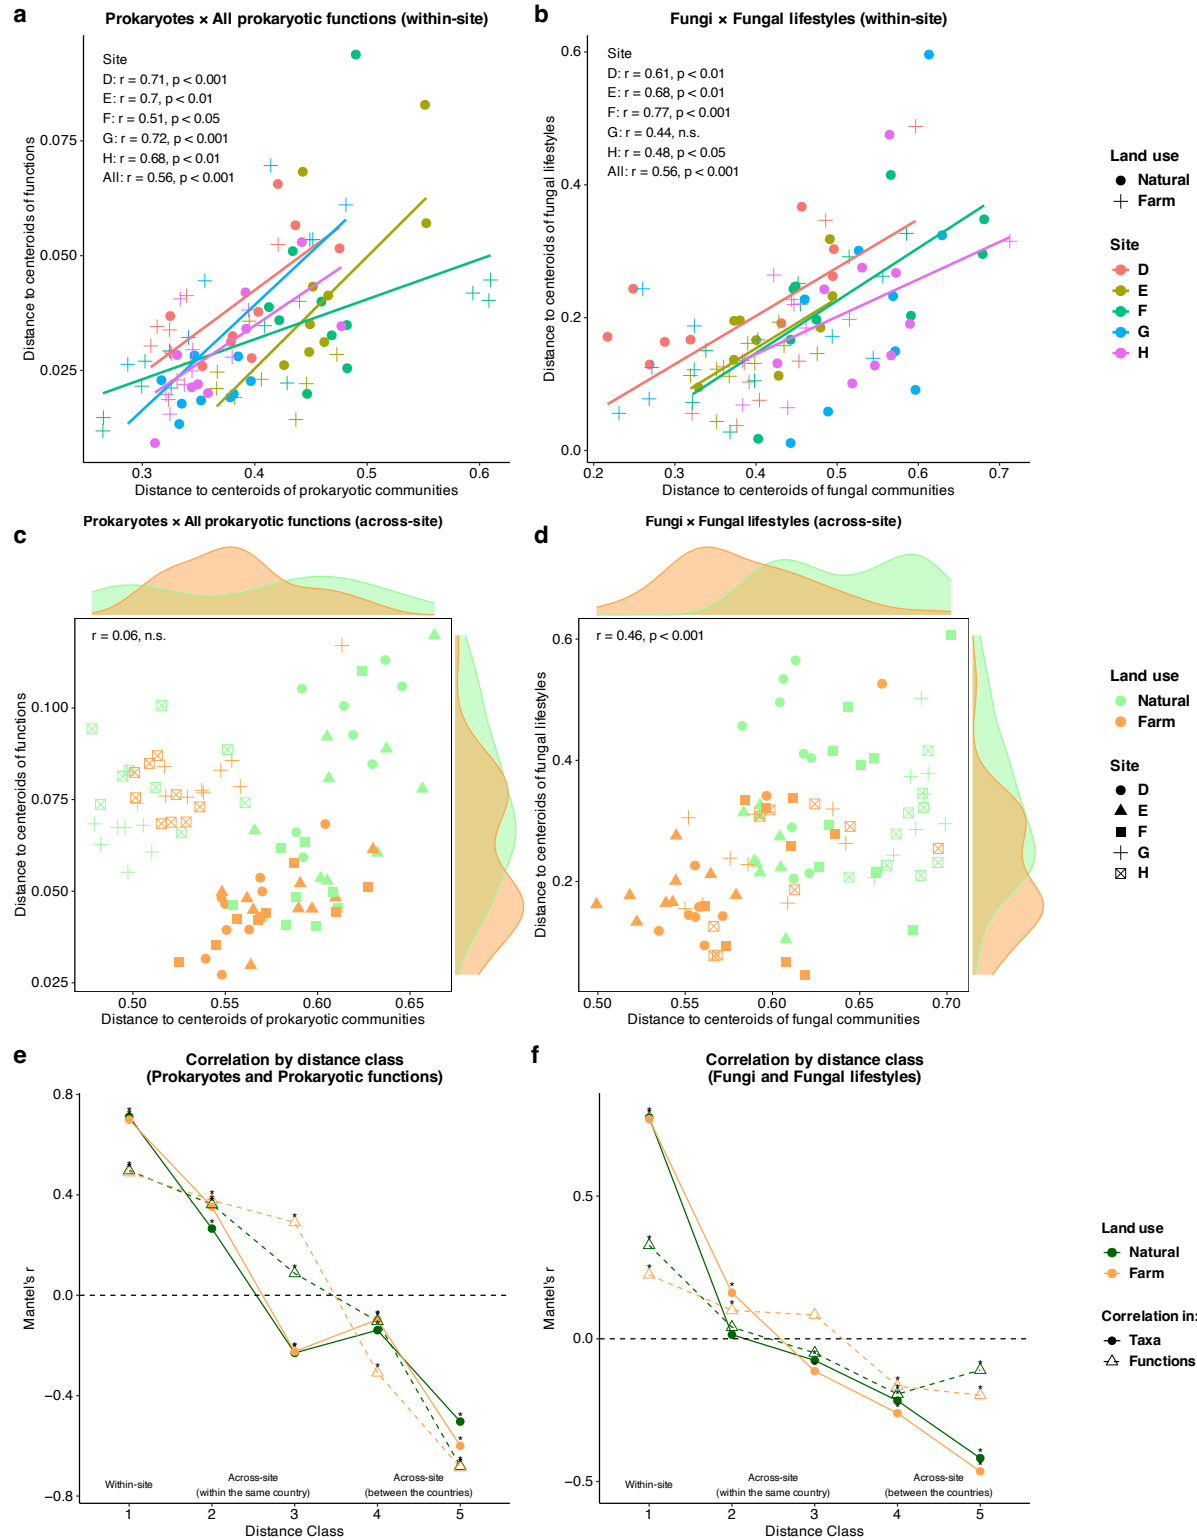 a
Prokaryotes × All prokaryotic functions (within-site)
Site
D: r = 0.71, p < 0.001
E: r = 0.7, p < 0.01
F: r = 0.51, p < 0.05
G: r = 0.72, p < 0.001
H: r = 0.68, p < 0.01
All: r = 0.56, p < 0.001
Distance to centeroids of functions
0.075
0.050
0.025
0.3 0.4 0.5 0.6
Distance to centeroids of prokaryotic communities
b
Fungi × Fungal lifestyles (within-site)
Site
D: r = 0.61, p < 0.01
E: r = 0.68, p < 0.01
F: r = 0.77, p < 0.001
G: r = 0.44, n.s.
H: r = 0.48, p < 0.05
All: r = 0.56, p < 0.001
Distance to centeroids of fungal lifestyles
0.6
0.4
0.2
0.0
0.2 0.3 0.4 0.5 0.6 0.7
Distance to centeroids of fungal communities
Land use
Natural
Farm
Site
D
E
F
G
H
c
Prokaryotes × All prokaryotic functions (across-site)
r = 0.06, n.s.
Distance to centeroids of functions
0.100
0.075
0.050
0.025
0.50 0.55 0.60 0.65
Distance to centeroids of prokaryotic communities
d
Fungi × Fungal lifestyles (across-site)
r = 0.46, p < 0.001
Distance to centeroids of fungal lifestyles
0.6
0.4
0.2
0.50 0.55 0.60 0.65 0.70
Distance to centeroids of fungal communities
Land use
Natural
Farm
Site
D
E
F
G
H
e
Correlation by distance class
(Prokaryotes and Prokaryotic functions)
Mantel's r
0.8
0.4
0.0
−0.4
−0.8
Within-site
Across-site
(within the same country)
Across-site
(between the countries)
1 2 3 4 5
Distance Class
f
Correlation by distance class
(Fungi and Fungal lifestyles)
Mantel's r
0.5
0.0
−0.5
Within-site
Across-site
(within the same country)
Across-site
(between the countries)
1 2 3 4 5
Distance Class
Land use
Natural
Farm
Correlation in:
Taxa
Functions